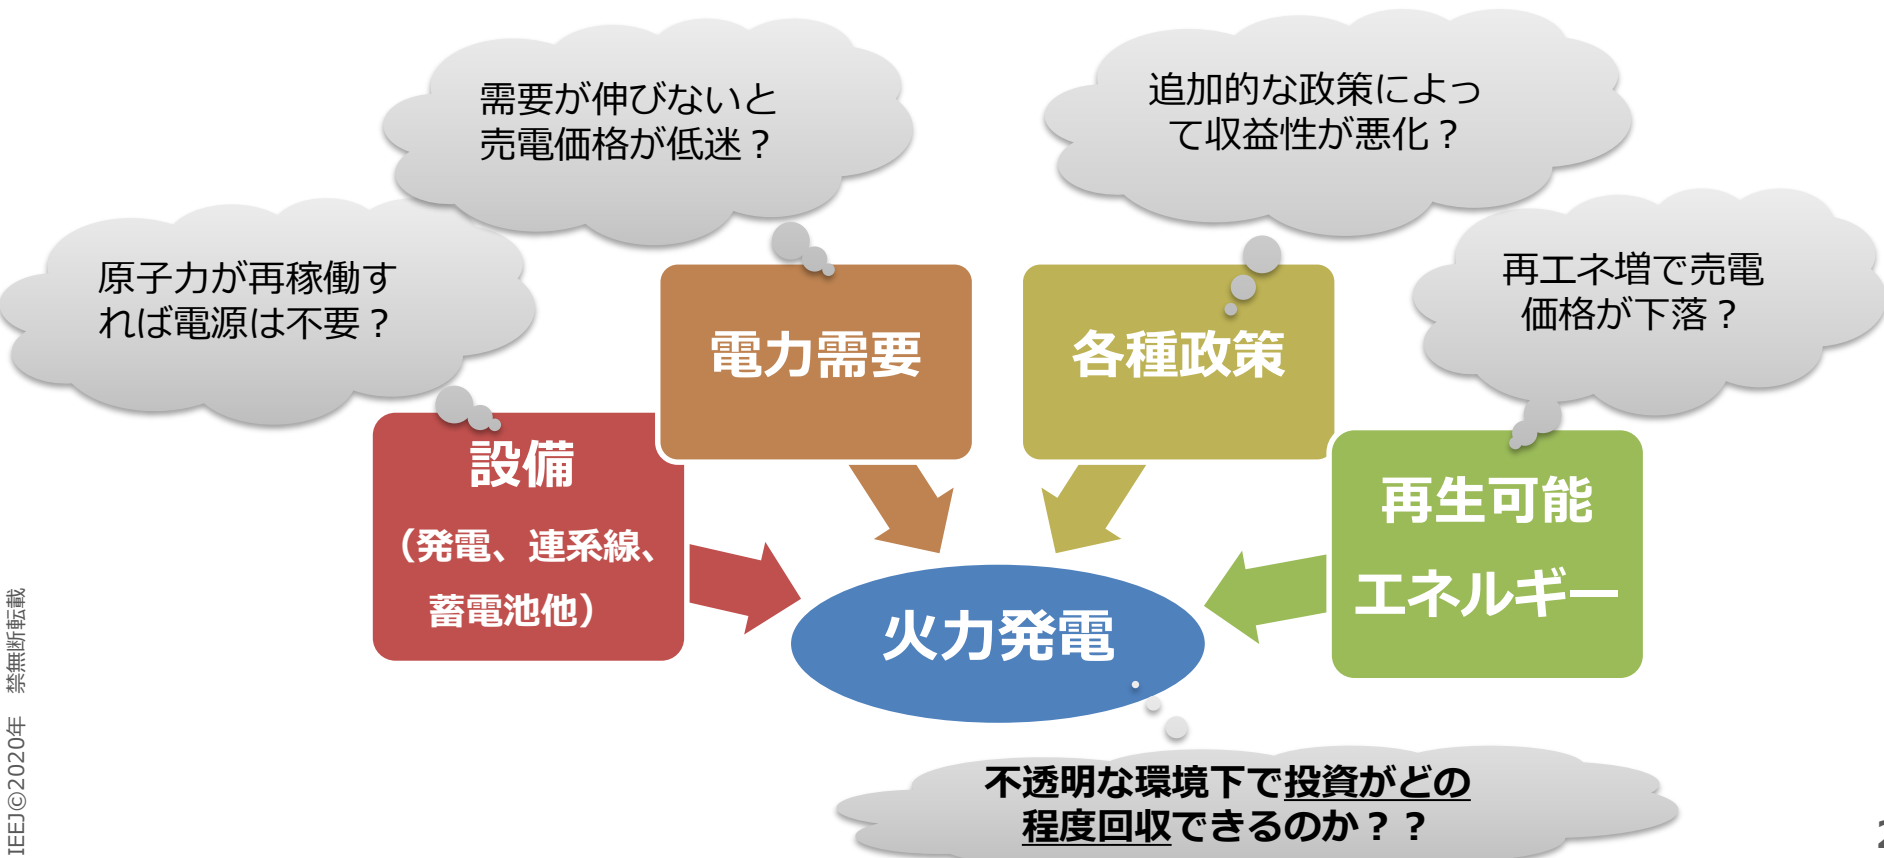 需要が伸びないと
売電価格が低迷？
追加的な政策によっ
て収益性が悪化？
原子力が再稼働す
れば電源は不要？
再エネ増で売電
価格が下落？
電力需要
各種政策
設備
（発電、連系線、
蓄電池他）
再生可能
エネルギー
火力発電
不透明な環境下で投資がどの
程度回収できるのか？？
IEEJ©2020年　禁無断転載